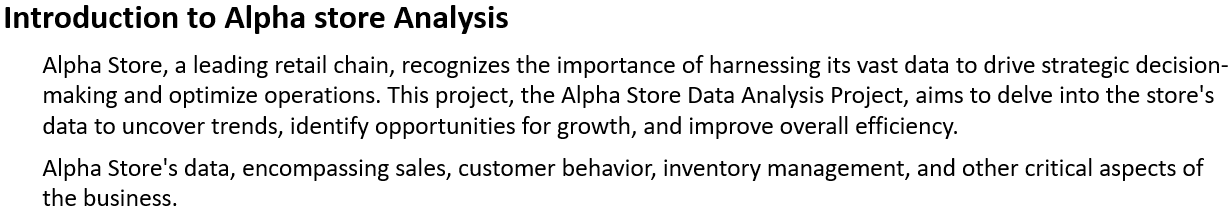 Introduction to Alpha store Analysis
Alpha Store, a leading retail chain, recognizes the importance of harnessing its vast data to drive strategic decision-
making and optimize operations. This project, the Alpha Store Data Analysis Project, aims to delve into the store's
data to uncover trends, identify opportunities for growth, and improve overall efficiency.
Alpha Store's data, encompassing sales, customer behavior, inventory management, and other critical aspects of
the business.